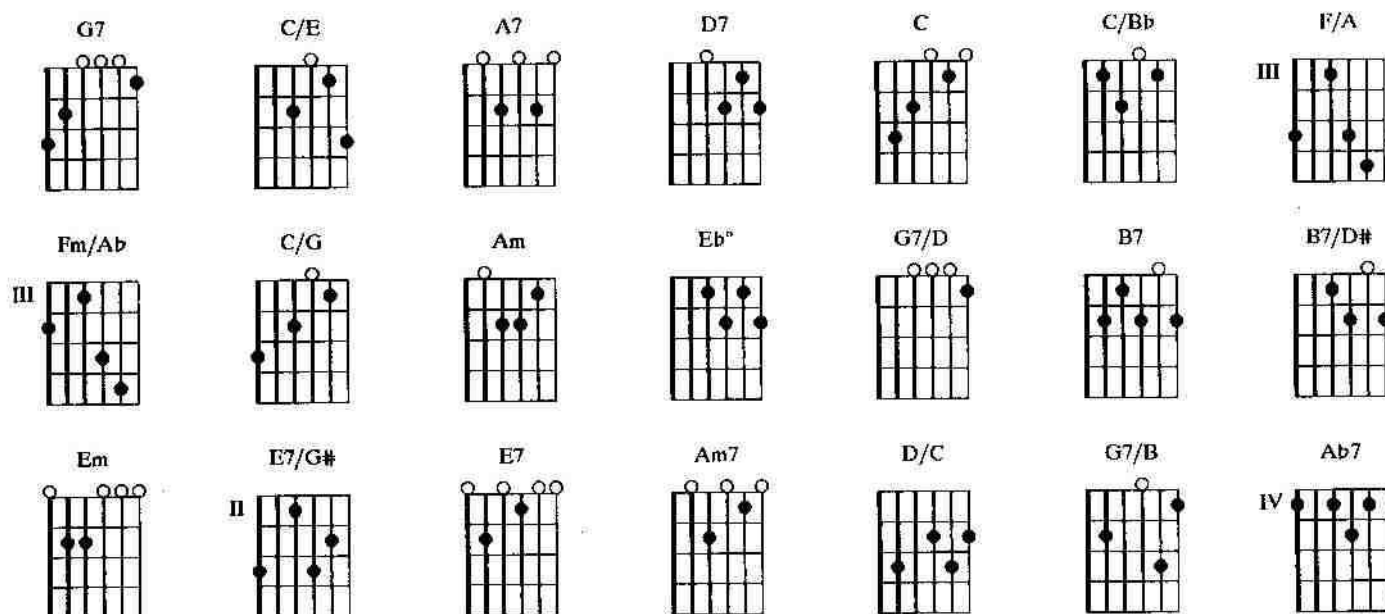 G7 C/E A7 D7 C C/Bb F/A
III
Fm/Ab C/G Am Eb° G7/D B7 B7/D#
III
Em E7/G# E7 Am7 D/C G7/B Ab7
II IV